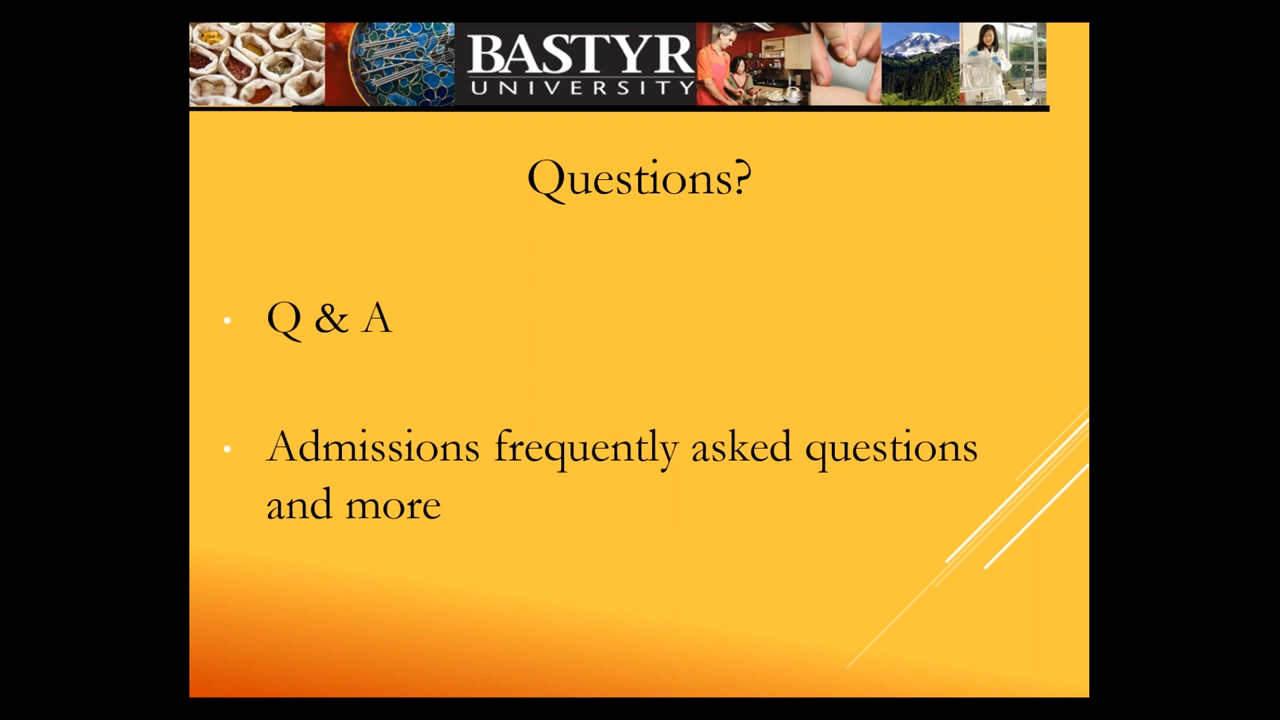 BASTYR
UNIVERSITY
Questions?
Q & A
Admissions frequently asked questions
and more